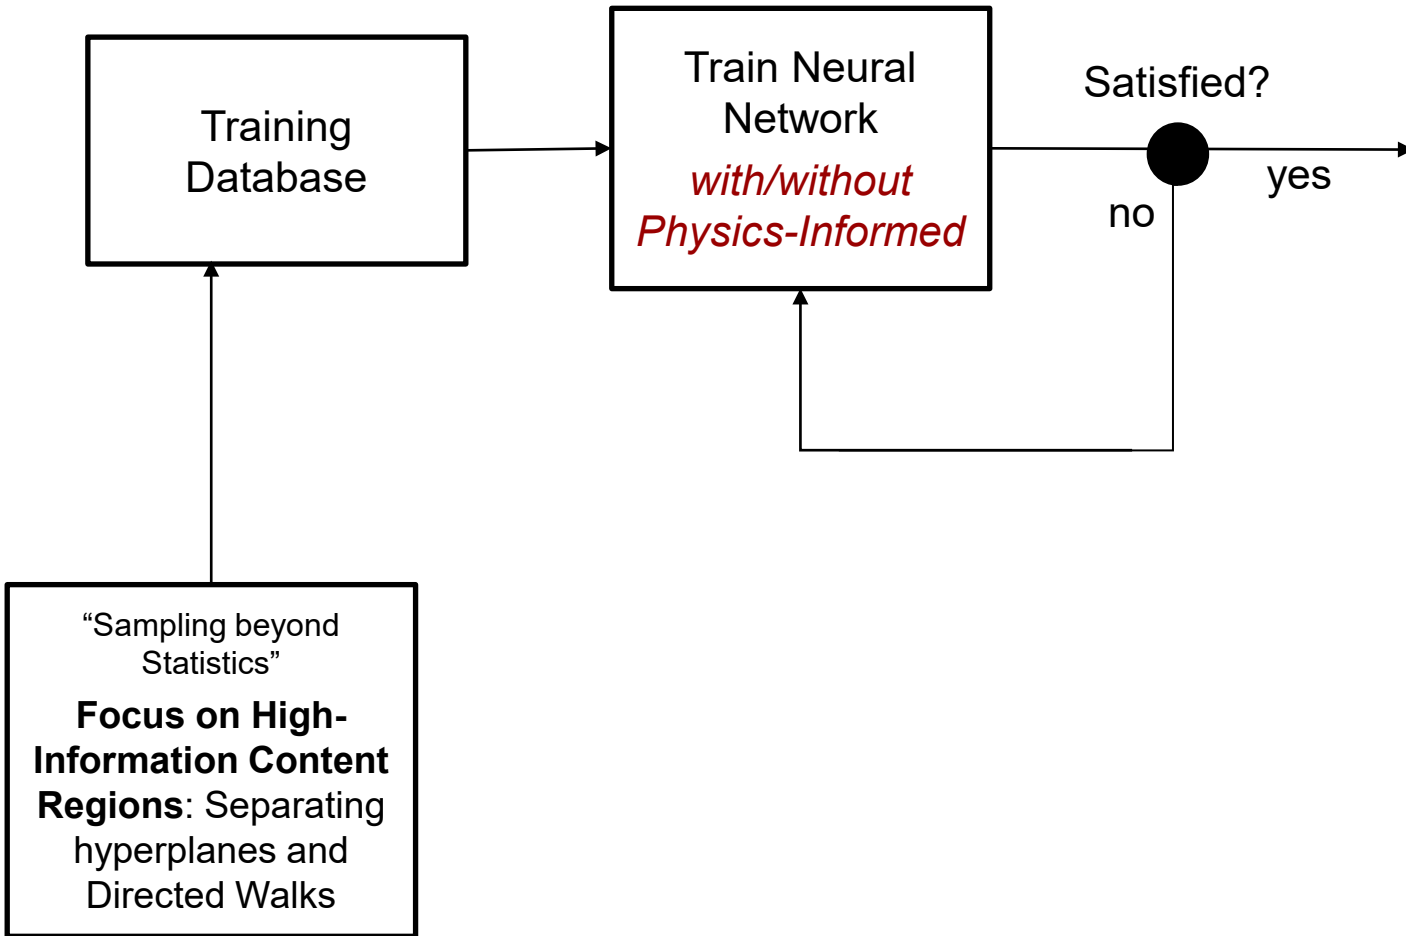 Training
Database
Train Neural
Network
with/without
Physics-Informed
Satisfied?
yes
no
“Sampling beyond
Statistics”
Focus on High-
Information Content
Regions: Separating
hyperplanes and
Directed Walks